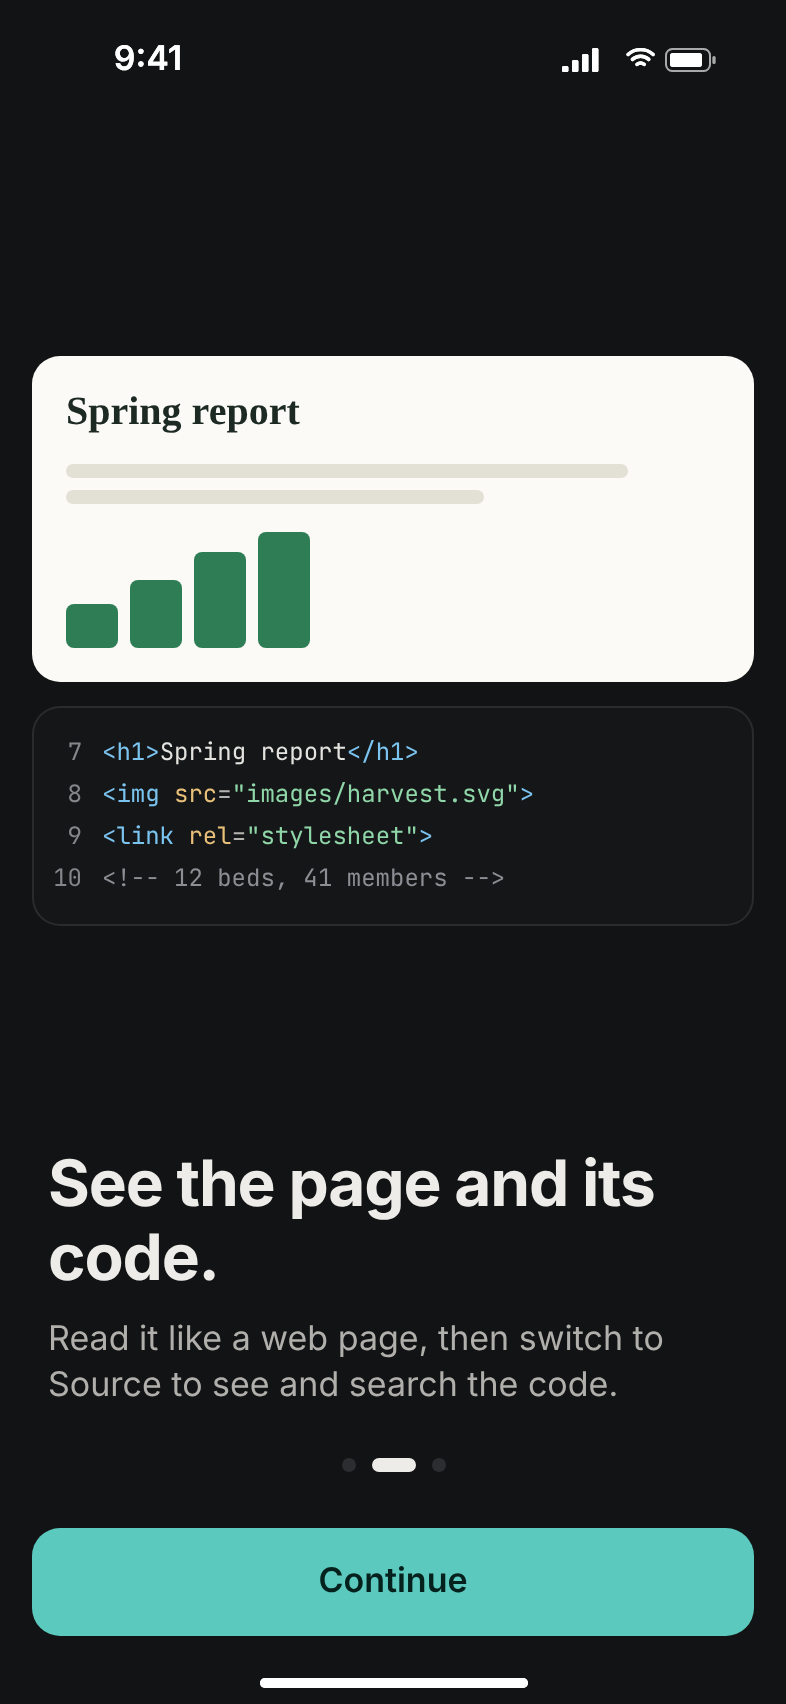 9:41
Spring report
7 <h1>Spring report</h1>
8 <img src="images/harvest.svg">
9 <link rel="stylesheet">
10 <!-- 12 beds, 41 members -->
See the page and its
code.
Read it like a web page, then switch to
Source to see and search the code.
Continue